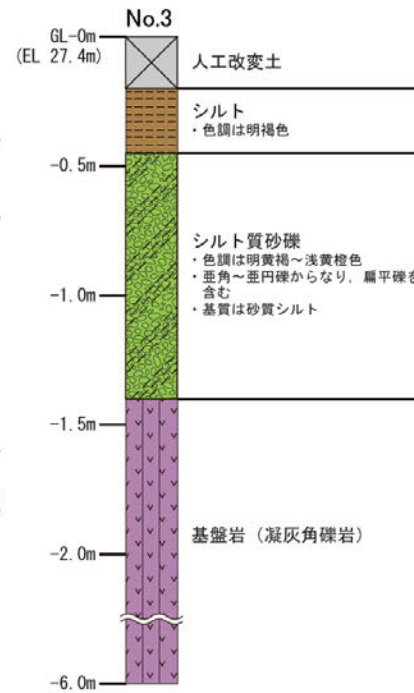 No.3
GL-0m
(EL 27.4m)
人工改変土
シルト
・色調は明褐色
-0.5m
シルト質砂礫
・色調は明黄褐～浅黄橙色
・亜角～亜円礫からなり，扁平礫を
含む
・基質は砂質シルト
-1.0m
-1.5m
基盤岩（凝灰角礫岩）
-2.0m
-6.0m